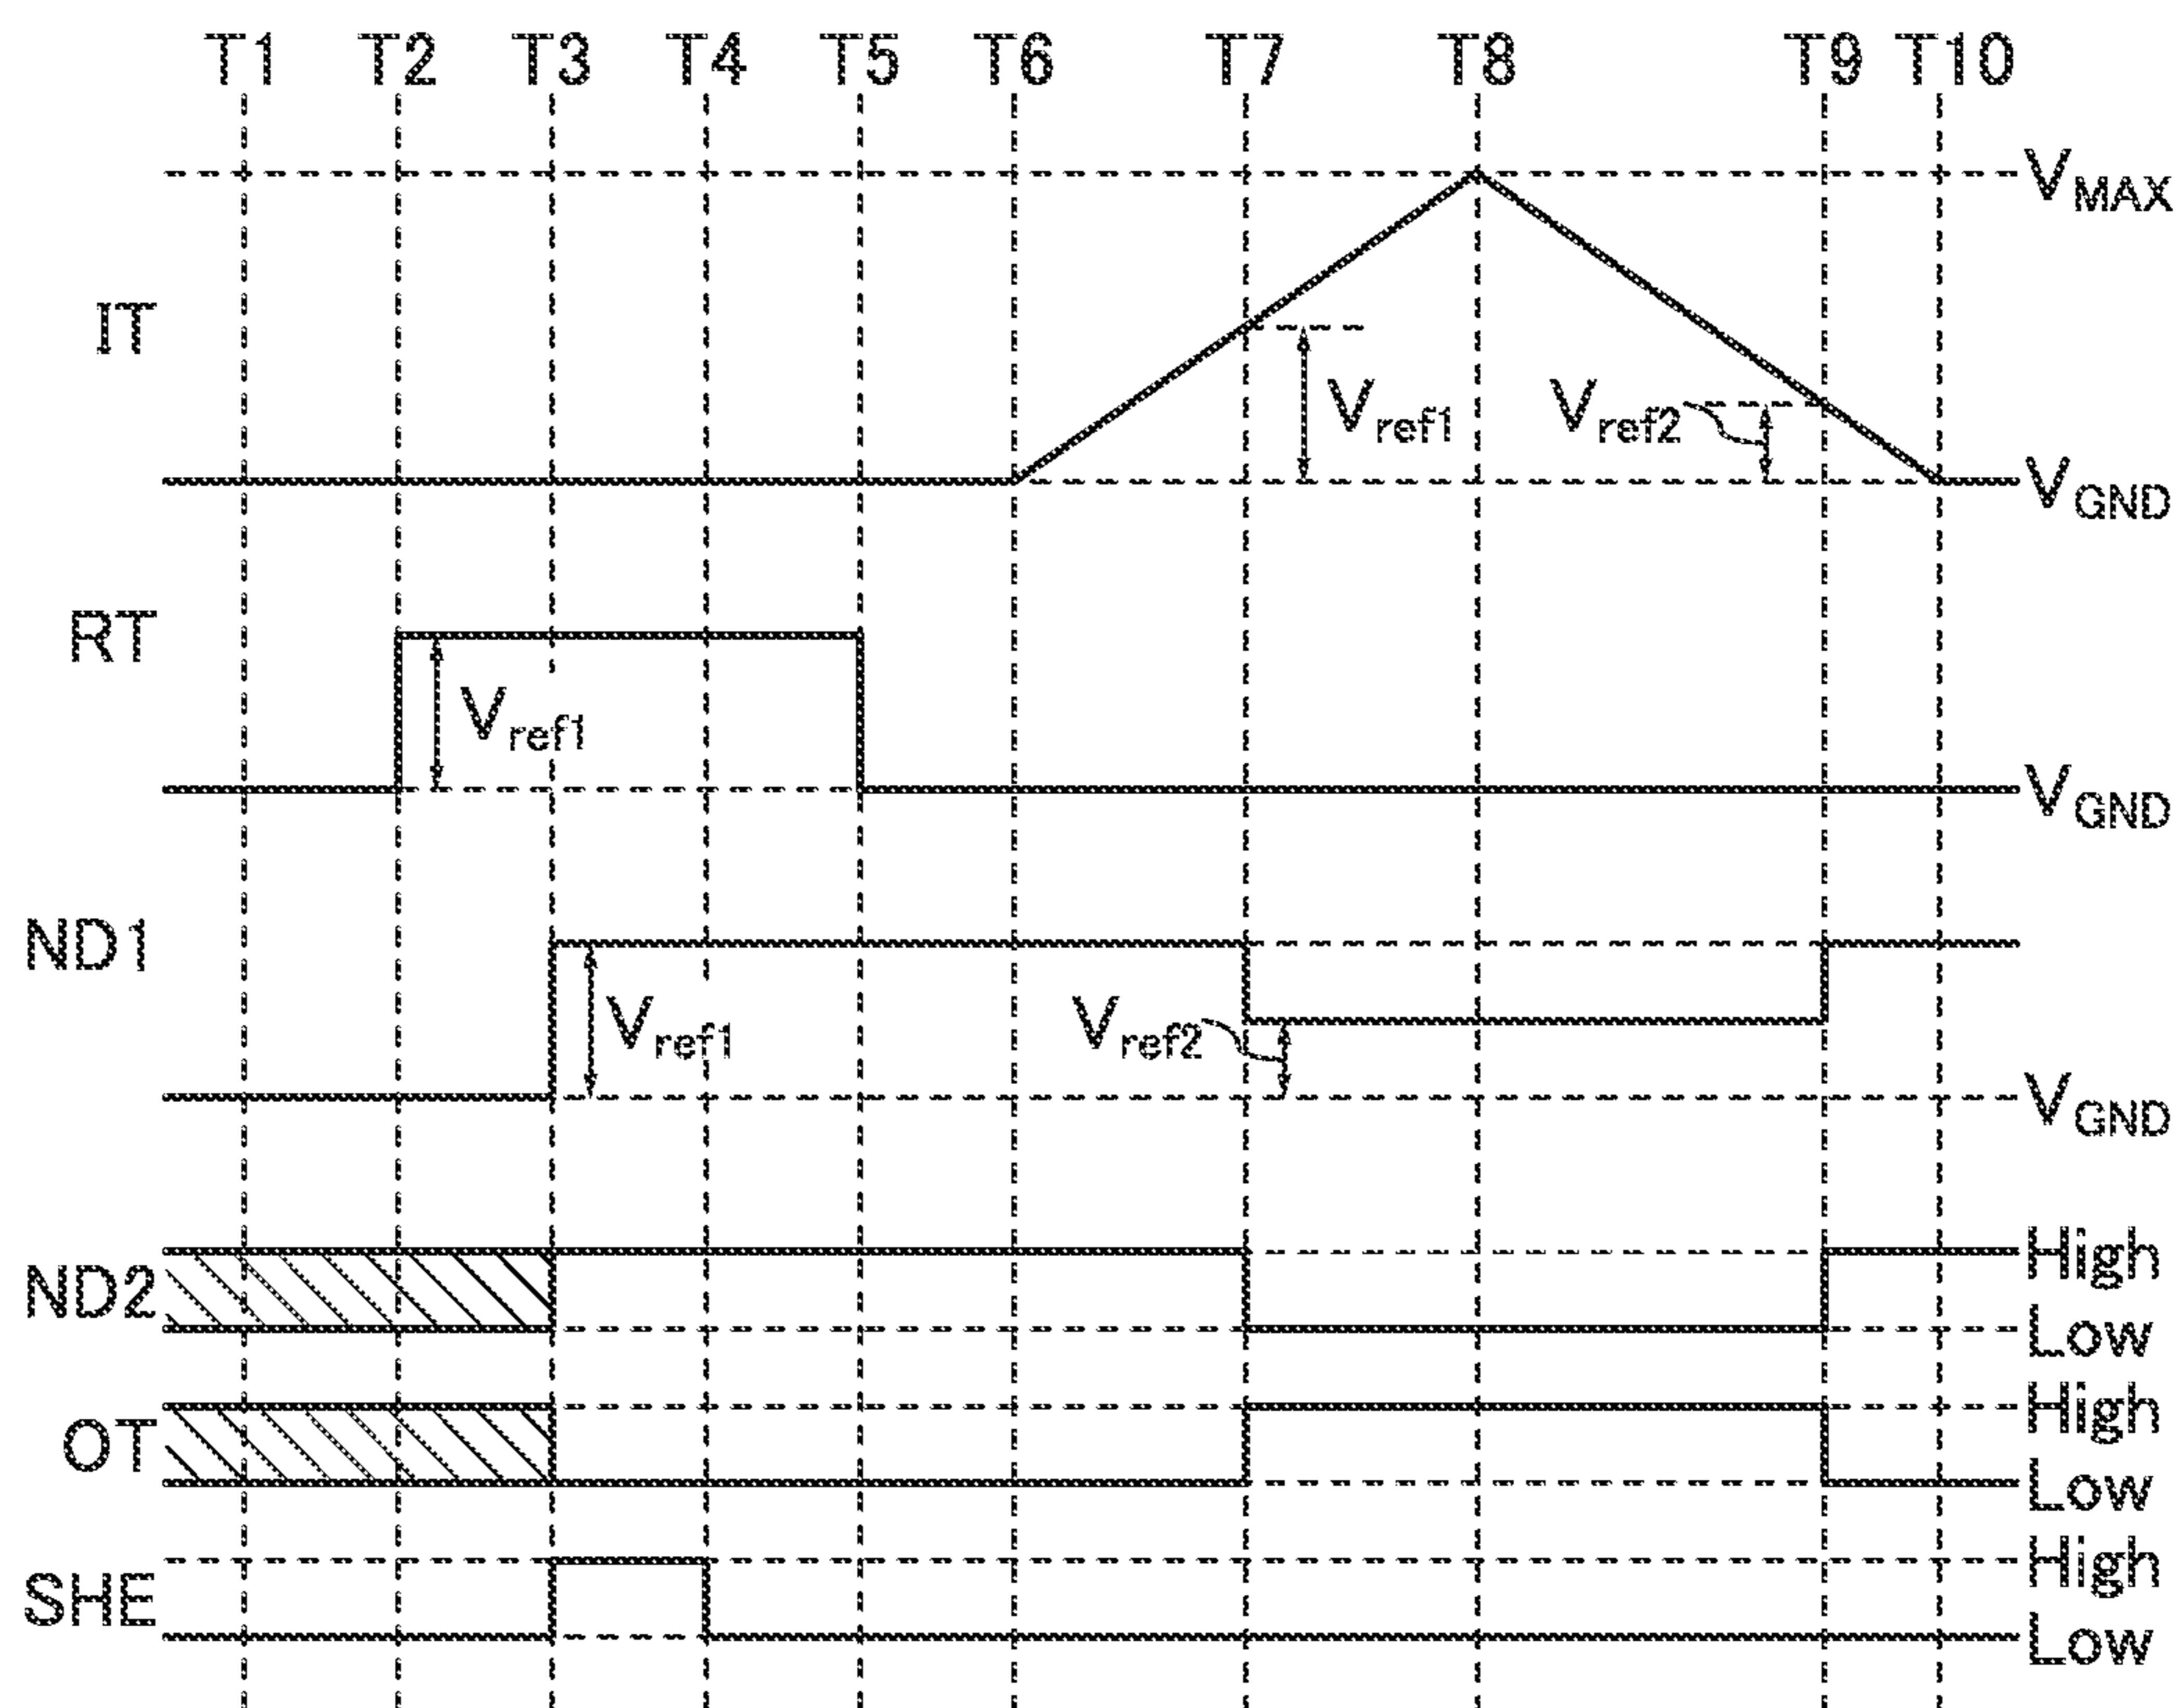 T1 T2 T3 T4 T5 T6 T7 T8 T9 T10
VMAX
IT
Vref1
Vref2
VGND
RT
Vref1
VGND
ND1
Vref1
Vref2
VGND
ND2
High
Low
OT
High
Low
SHE
High
Low